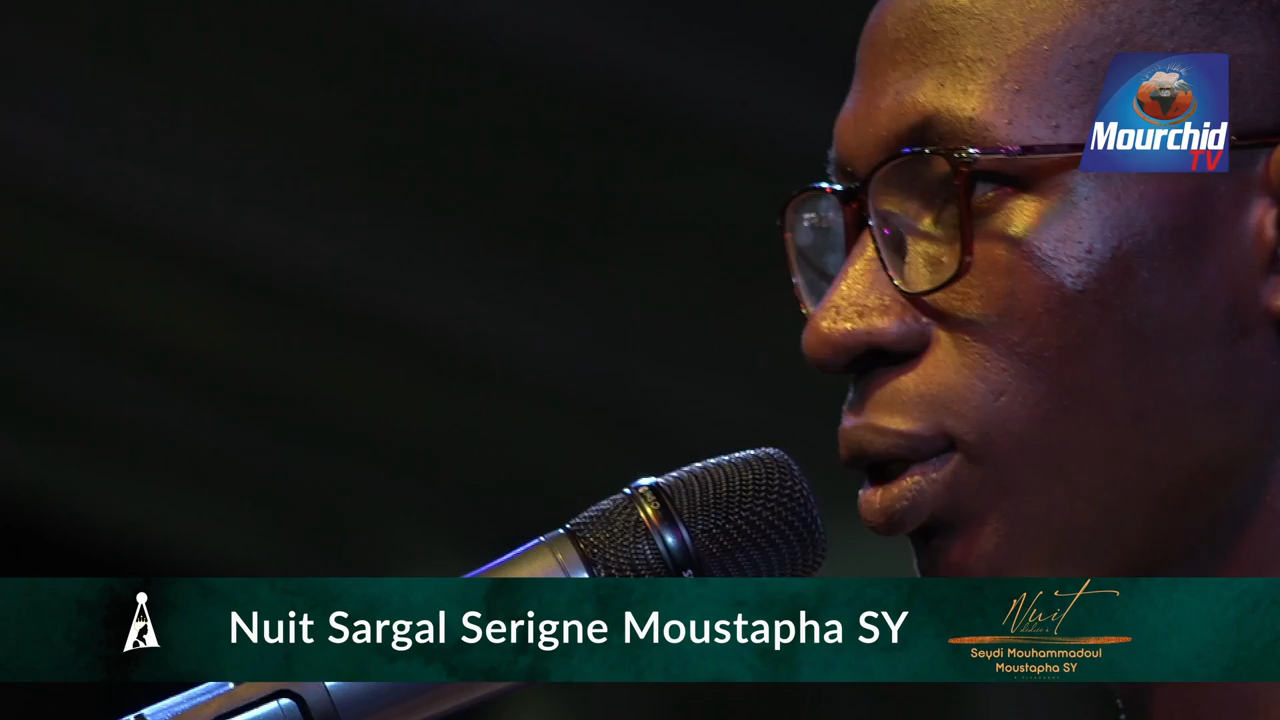 Mourchid
TV
Nuit Sargal Serigne Moustapha SY
Nuit
Seydi Mouhammadoul
Moustapha SY